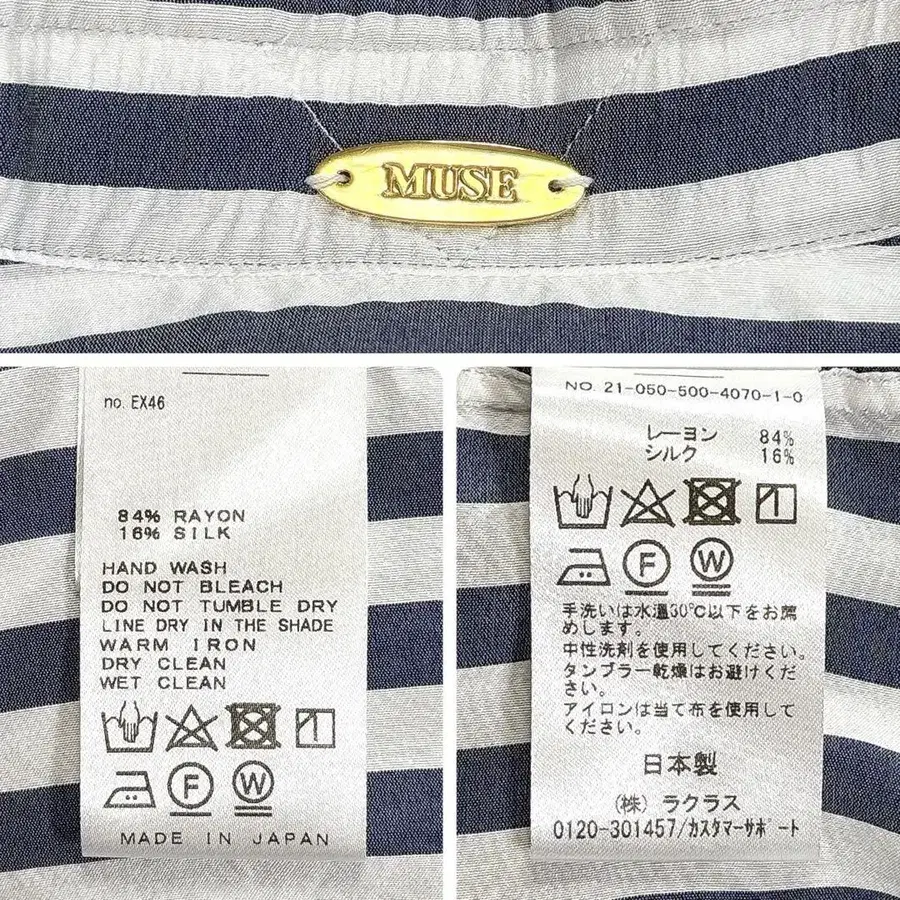 MUSE
no. EX46
84% RAYON
16% SILK
HAND WASH
DO NOT BLEACH
DO NOT TUMBLE DRY
LINE DRY IN THE SHADE
WARM IRON
DRY CLEAN
WET CLEAN
F W
MADE IN JAPAN
NO. 21-050-500-4070-1-0
レーヨン 84%
シルク 16%
F W
手洗いは水温30℃以下をお薦
めします。
中性洗剤を使用してください。
タンブラー乾燥はお避けくださ
い。
アイロンは当て布を使用して
ください。
日本製
(株) ラクラス
0120-301457/カスタマーサポート